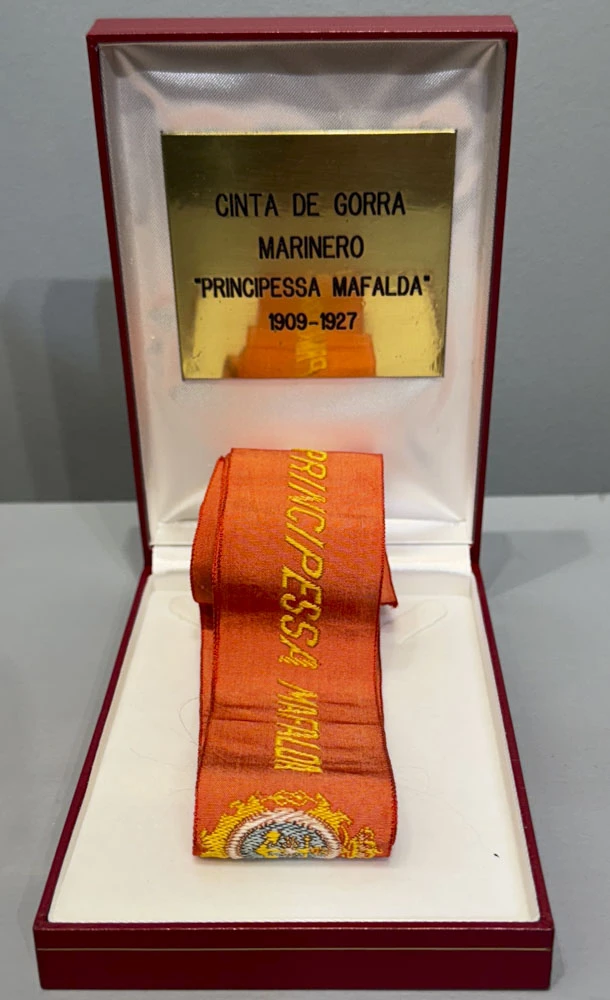 CINTA DE GORRA
MARINERO
"PRINCIPESSA MAFALDA"
1909-1927
PRINCIPESSA MAFALDA